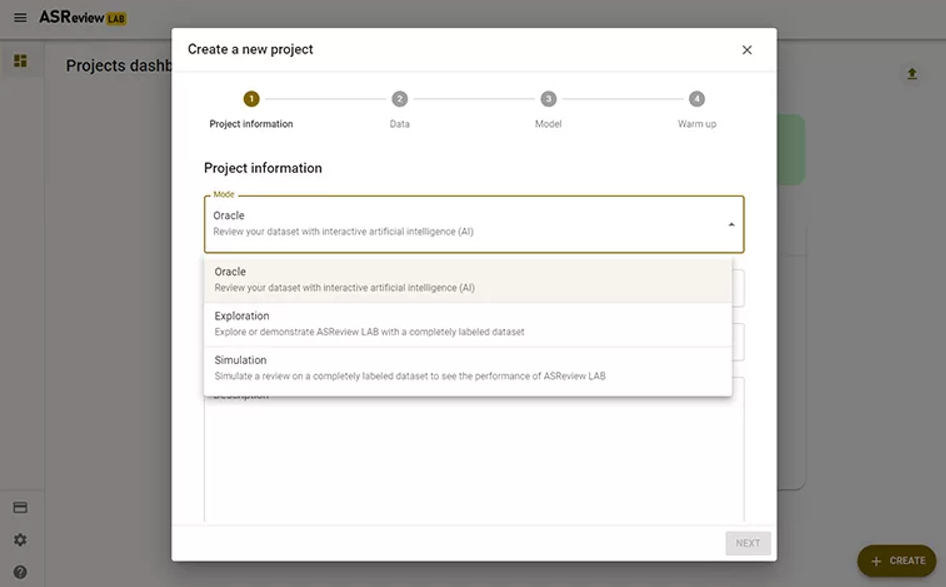 ASReview LAB
Projects dashb
Create a new project
1
2
3
4
Project information
Data
Model
Warm up
Project information
Mode
Oracle
Review your dataset with interactive artificial intelligence (AI)
Oracle
Review your dataset with interactive artificial intelligence (AI)
Exploration
Explore or demonstrate ASReview LAB with a completely labeled dataset
Simulation
Simulate a review on a completely labeled dataset to see the performance of ASReview LAB
Description
NEXT
+ CREATE